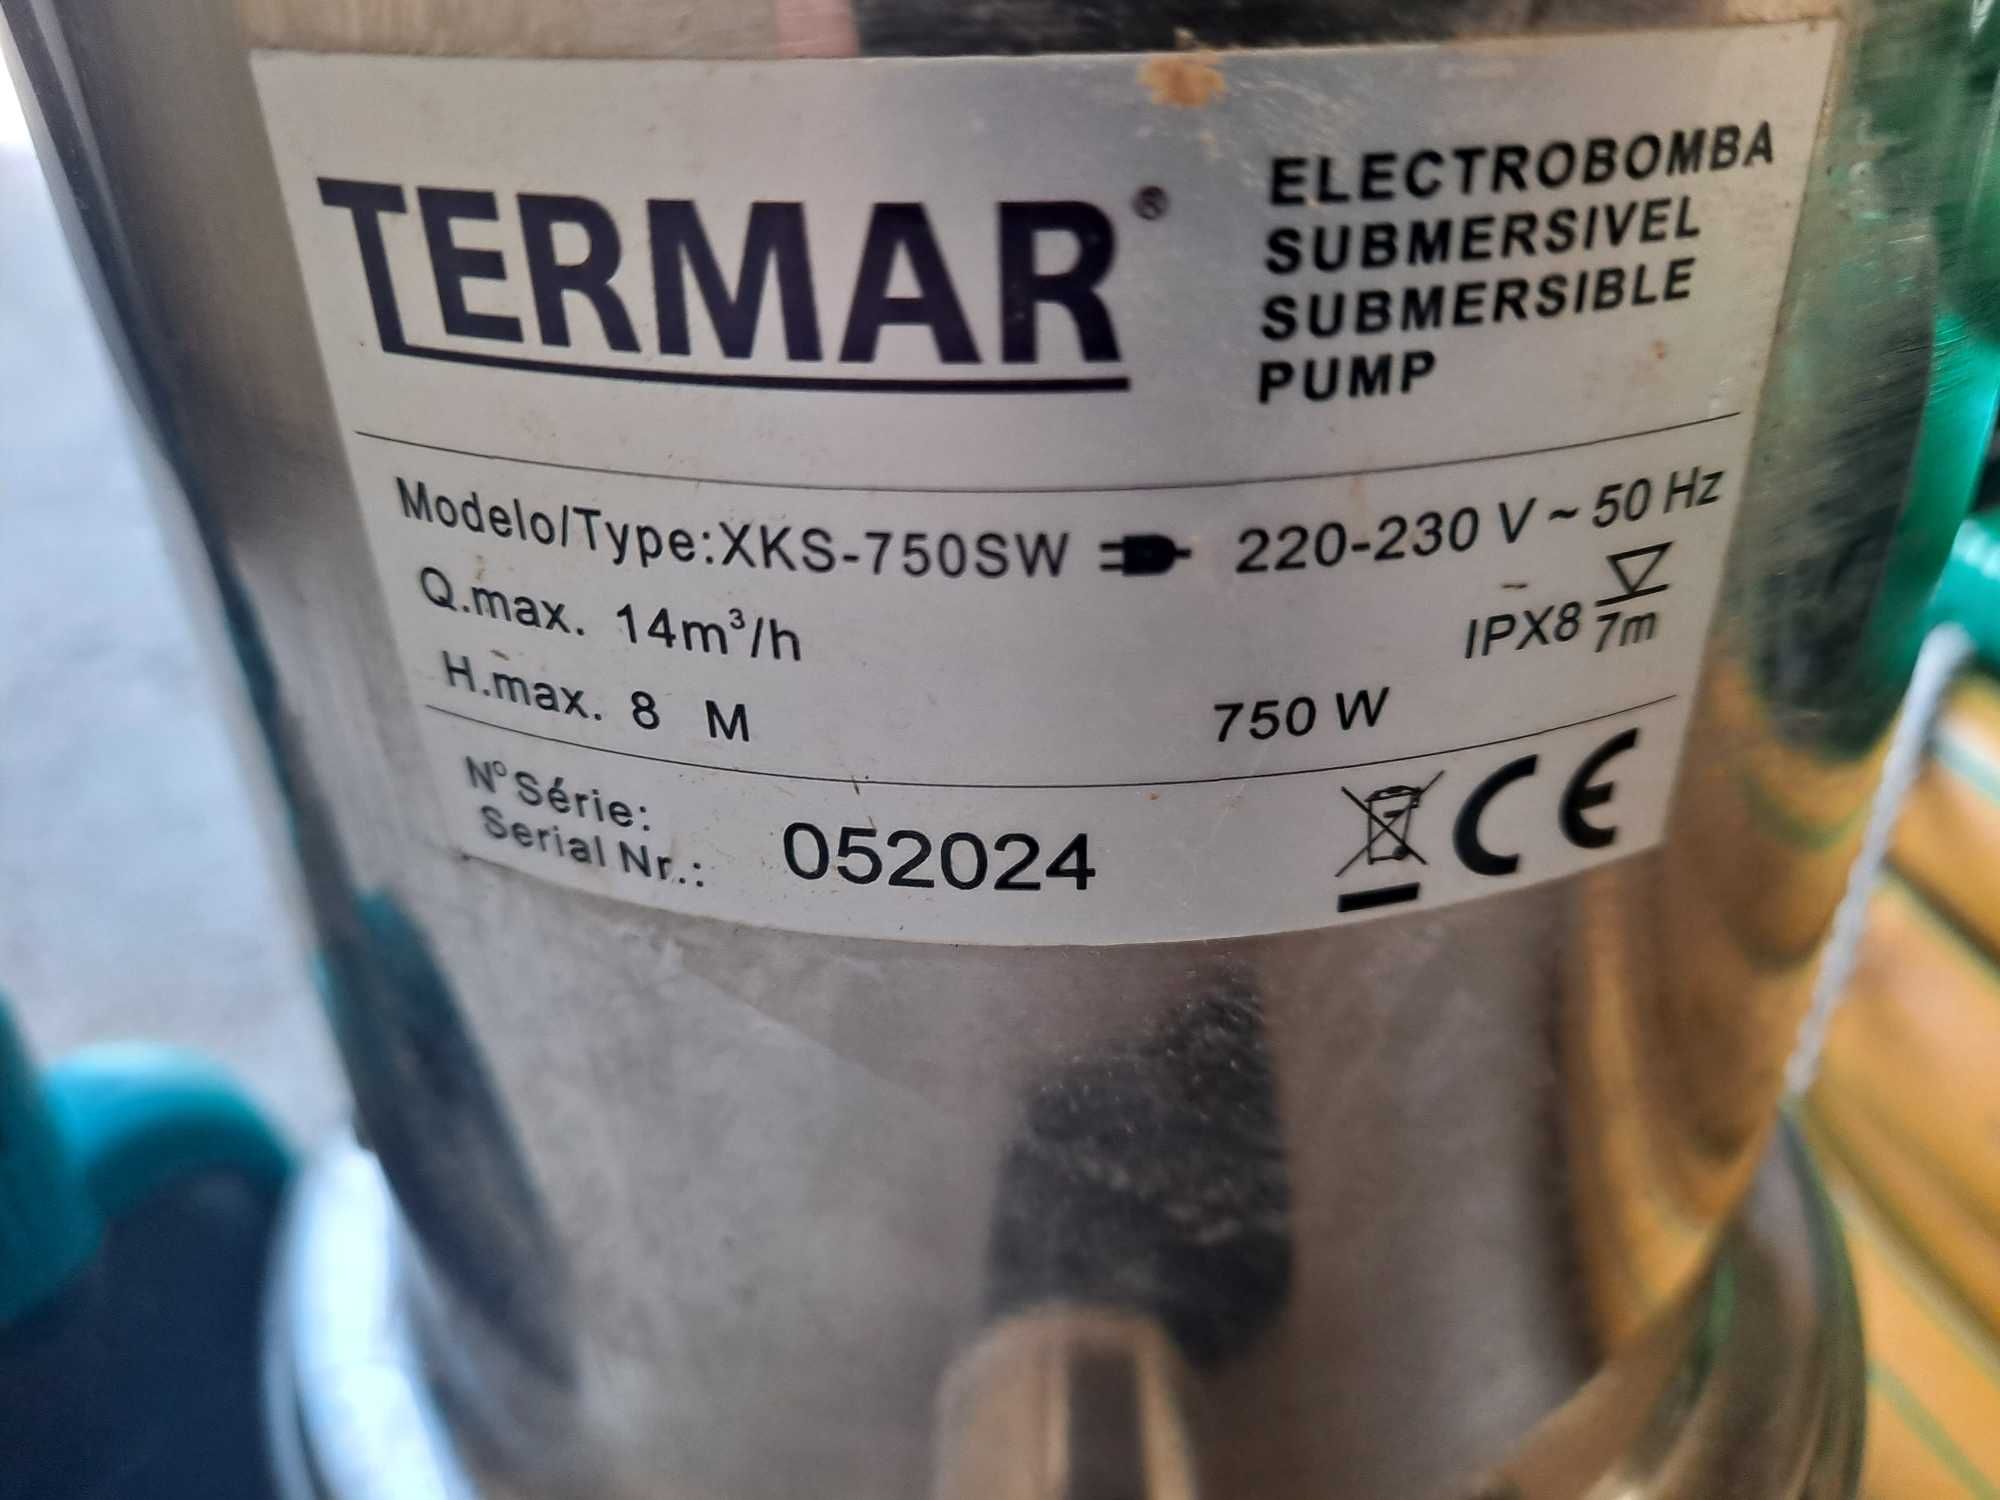 TERMAR®
ELECTROBOMBA
SUBMERSIVEL
SUBMERSIBLE
PUMP
Modelo/Type:XKS-750SW 220-230 V ~ 50 Hz
Q.max. 14m³/h IPX8 7m
H.max. 8 M 750 W
Nº Série:
Serial Nr.: 052024 CE